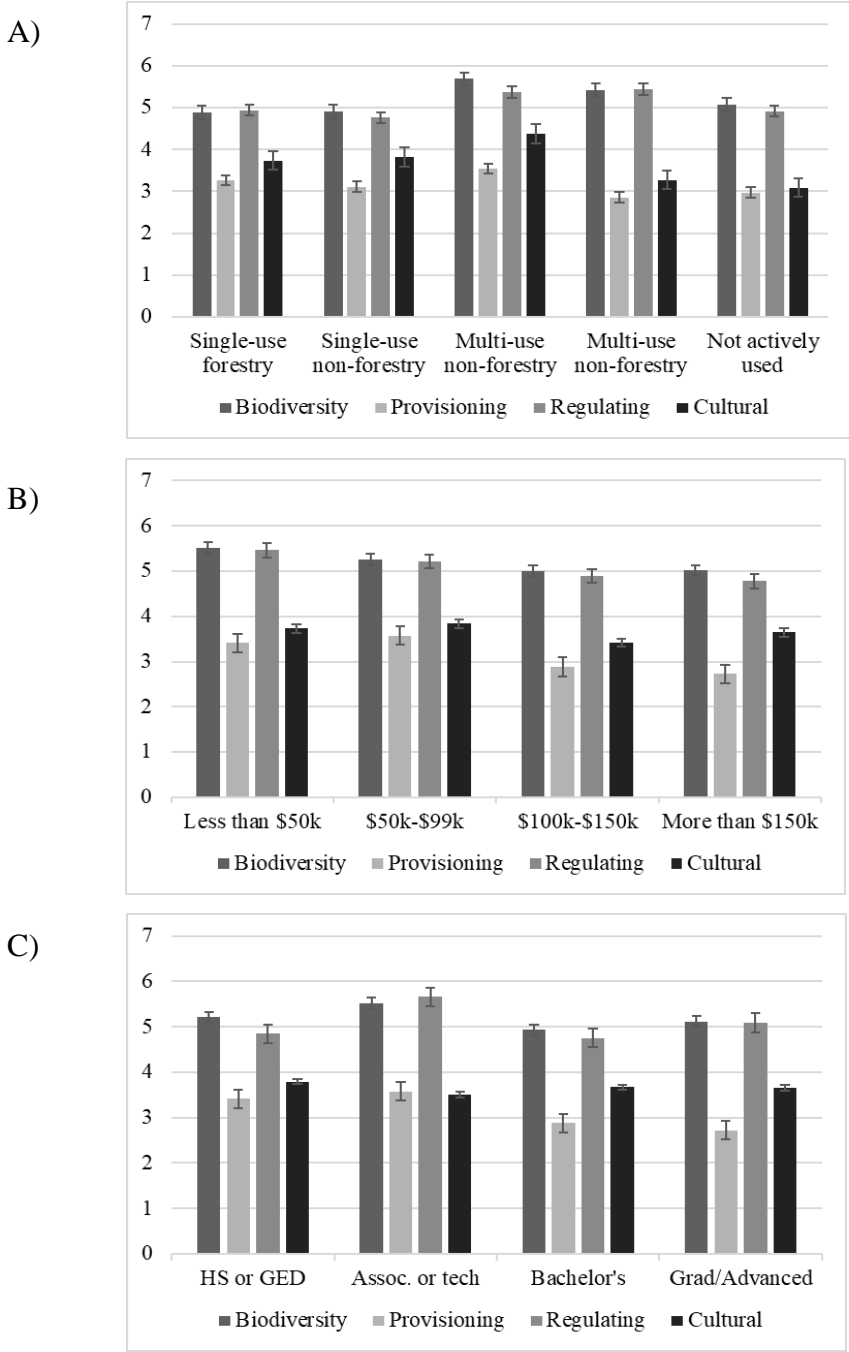 A)
7
6
5
4
3
2
1
0
Single-use forestry
Single-use non-forestry
Multi-use non-forestry
Multi-use non-forestry
Not actively used
Biodiversity Provisioning Regulating Cultural
B)
7
6
5
4
3
2
1
0
Less than $50k $50k-$99k $100k-$150k More than $150k
Biodiversity Provisioning Regulating Cultural
C)
7
6
5
4
3
2
1
0
HS or GED Assoc. or tech Bachelor's Grad/Advanced
Biodiversity Provisioning Regulating Cultural